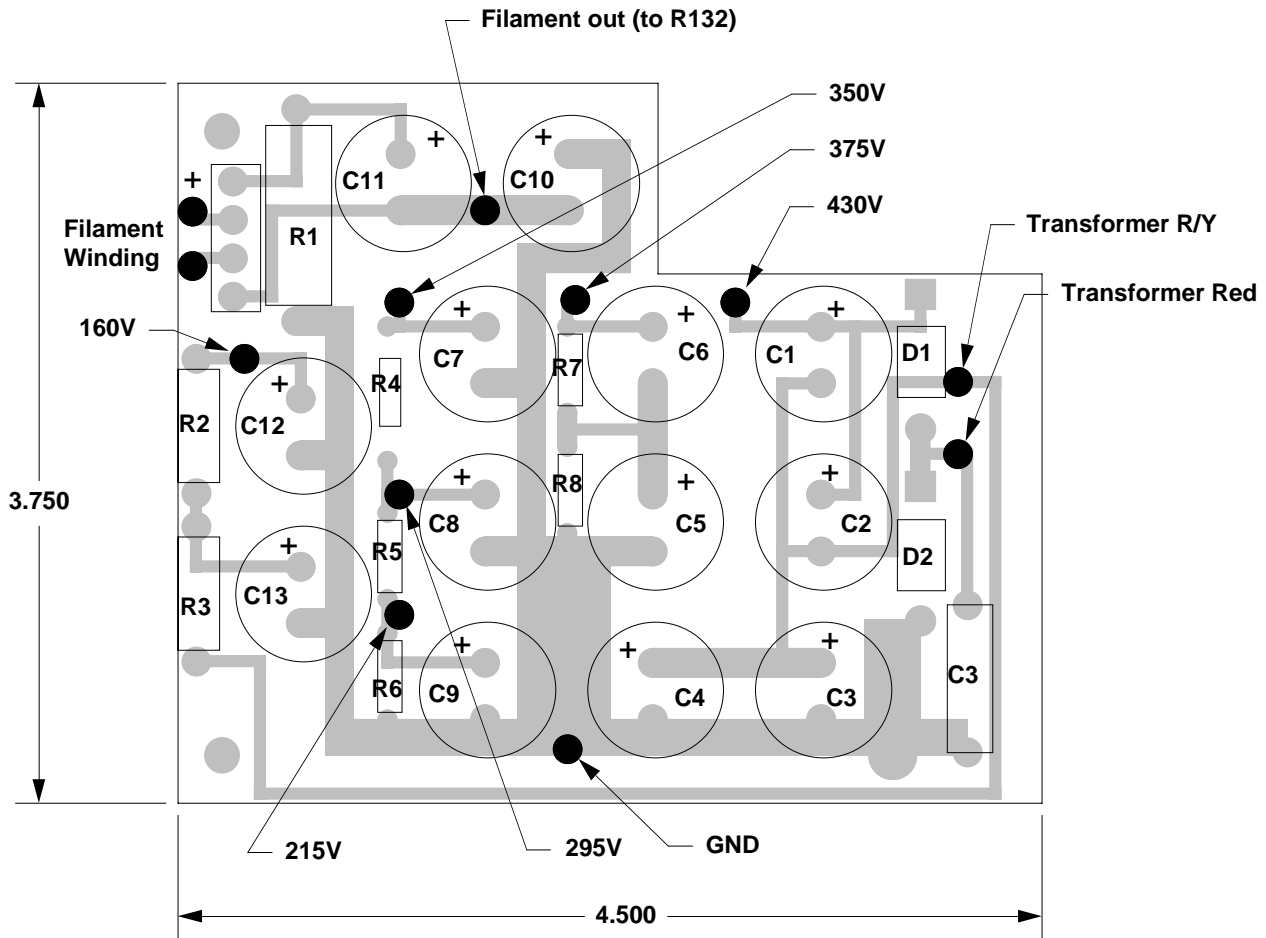 Filament out (to R132)
350V
375V
430V
Transformer R/Y
Transformer Red
+
+
+
C11
C10
R1
Filament
Winding
160V
+
+
+
C7
C6
C1
D1
R7
R4
+
R2
C12
3.750
+
+
+
R8
C8
C5
C2
D2
R5
+
C13
R3
+
+
+
R6
C9
C4
C3
C3
215V
295V
GND
4.500